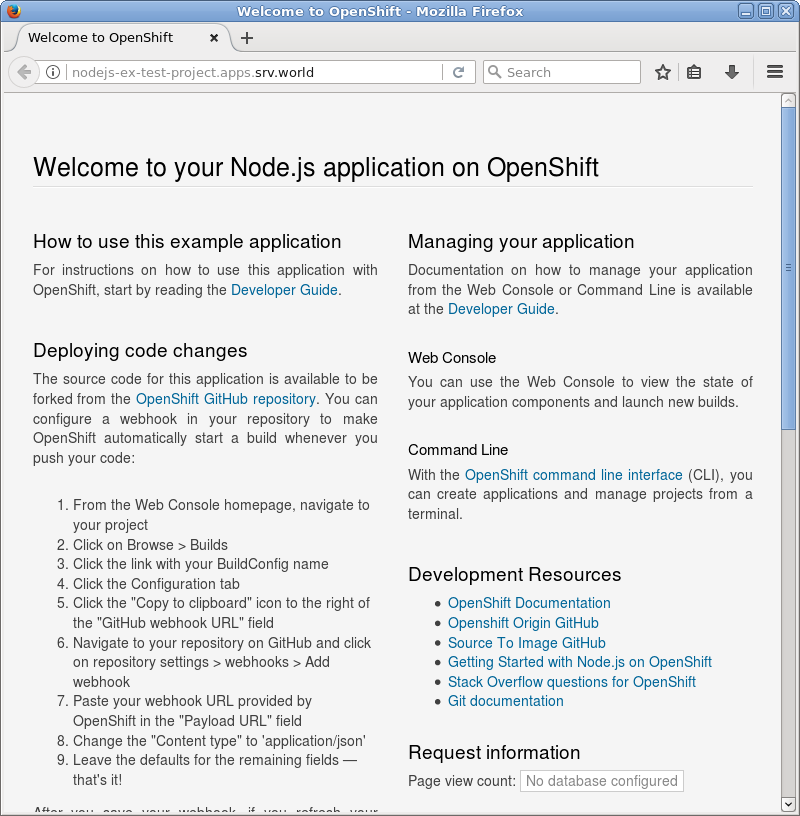 Welcome to OpenShift - Mozilla Firefox
Welcome to OpenShift
nodejs-ex-test-project.apps.srv.world
Search
Welcome to your Node.js application on OpenShift
How to use this example application
For instructions on how to use this application with
OpenShift, start by reading the Developer Guide.
Deploying code changes
The source code for this application is available to be
forked from the OpenShift GitHub repository. You can
configure a webhook in your repository to make
OpenShift automatically start a build whenever you
push your code:
1. From the Web Console homepage, navigate to
your project
2. Click on Browse > Builds
3. Click the link with your BuildConfig name
4. Click the Configuration tab
5. Click the "Copy to clipboard" icon to the right of
the "GitHub webhook URL" field
6. Navigate to your repository on GitHub and click
on repository settings > webhooks > Add
webhook
7. Paste your webhook URL provided by
OpenShift in the "Payload URL" field
8. Change the "Content type" to 'application/json'
9. Leave the defaults for the remaining fields —
that's it!
After you save your webhook, if you refresh your
Managing your application
Documentation on how to manage your application
from the Web Console or Command Line is available
at the Developer Guide.
Web Console
You can use the Web Console to view the state of
your application components and launch new builds.
Command Line
With the OpenShift command line interface (CLI), you
can create applications and manage projects from a
terminal.
Development Resources
OpenShift Documentation
Openshift Origin GitHub
Source To Image GitHub
Getting Started with Node.js on OpenShift
Stack Overflow questions for OpenShift
Git documentation
Request information
Page view count: No database configured